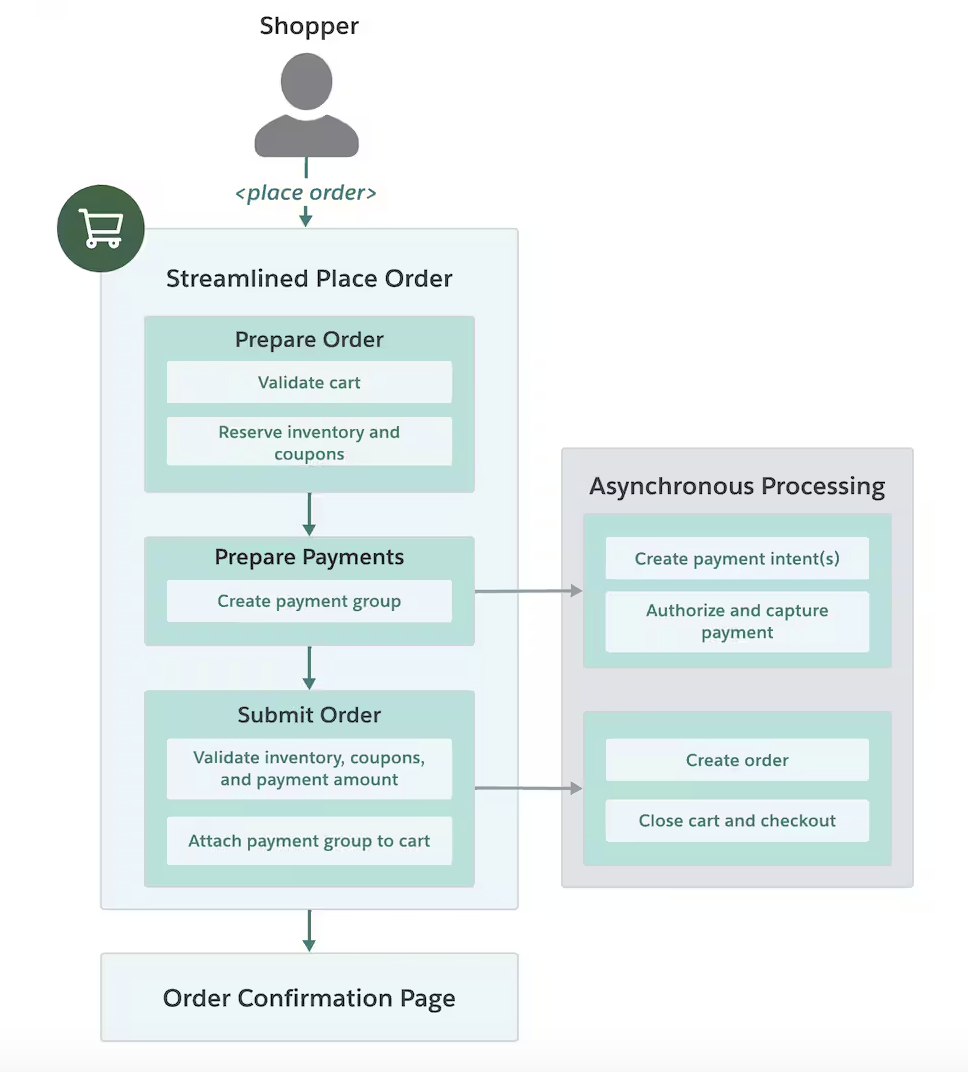 Shopper
<place order>
Streamlined Place Order
Prepare Order
Validate cart
Reserve inventory and
coupons
Prepare Payments
Create payment group
Submit Order
Validate inventory, coupons,
and payment amount
Attach payment group to cart
Asynchronous Processing
Create payment intent(s)
Authorize and capture
payment
Create order
Close cart and checkout
Order Confirmation Page